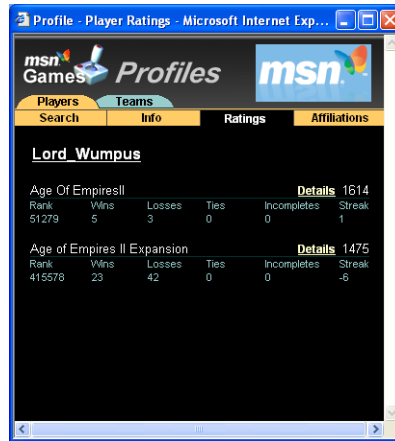 Profile - Player Ratings - Microsoft Internet Exp...
msn Games Profiles msn
Players Teams
Search Info Ratings Affiliations
Lord_Wumpus
Age Of EmpiresII Details 1614
Rank Wins Losses Ties Incompletes Streak
51279 5 3 0 0 1
Age of Empires II Expansion Details 1475
Rank Wins Losses Ties Incompletes Streak
415578 23 42 0 0 -6